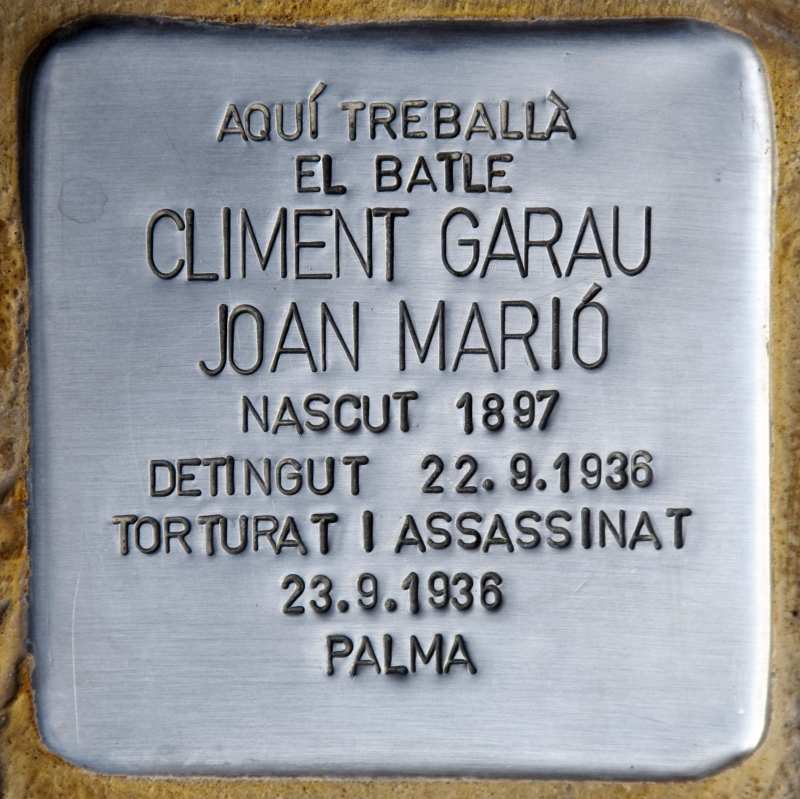 AQUÍ TREBALLÀ
EL BATLE
CLIMENT GARAU
JOAN MARIÓ
NASCUT 1897
DETINGUT 22.9.1936
TORTURAT I ASSASSINAT
23.9.1936
PALMA